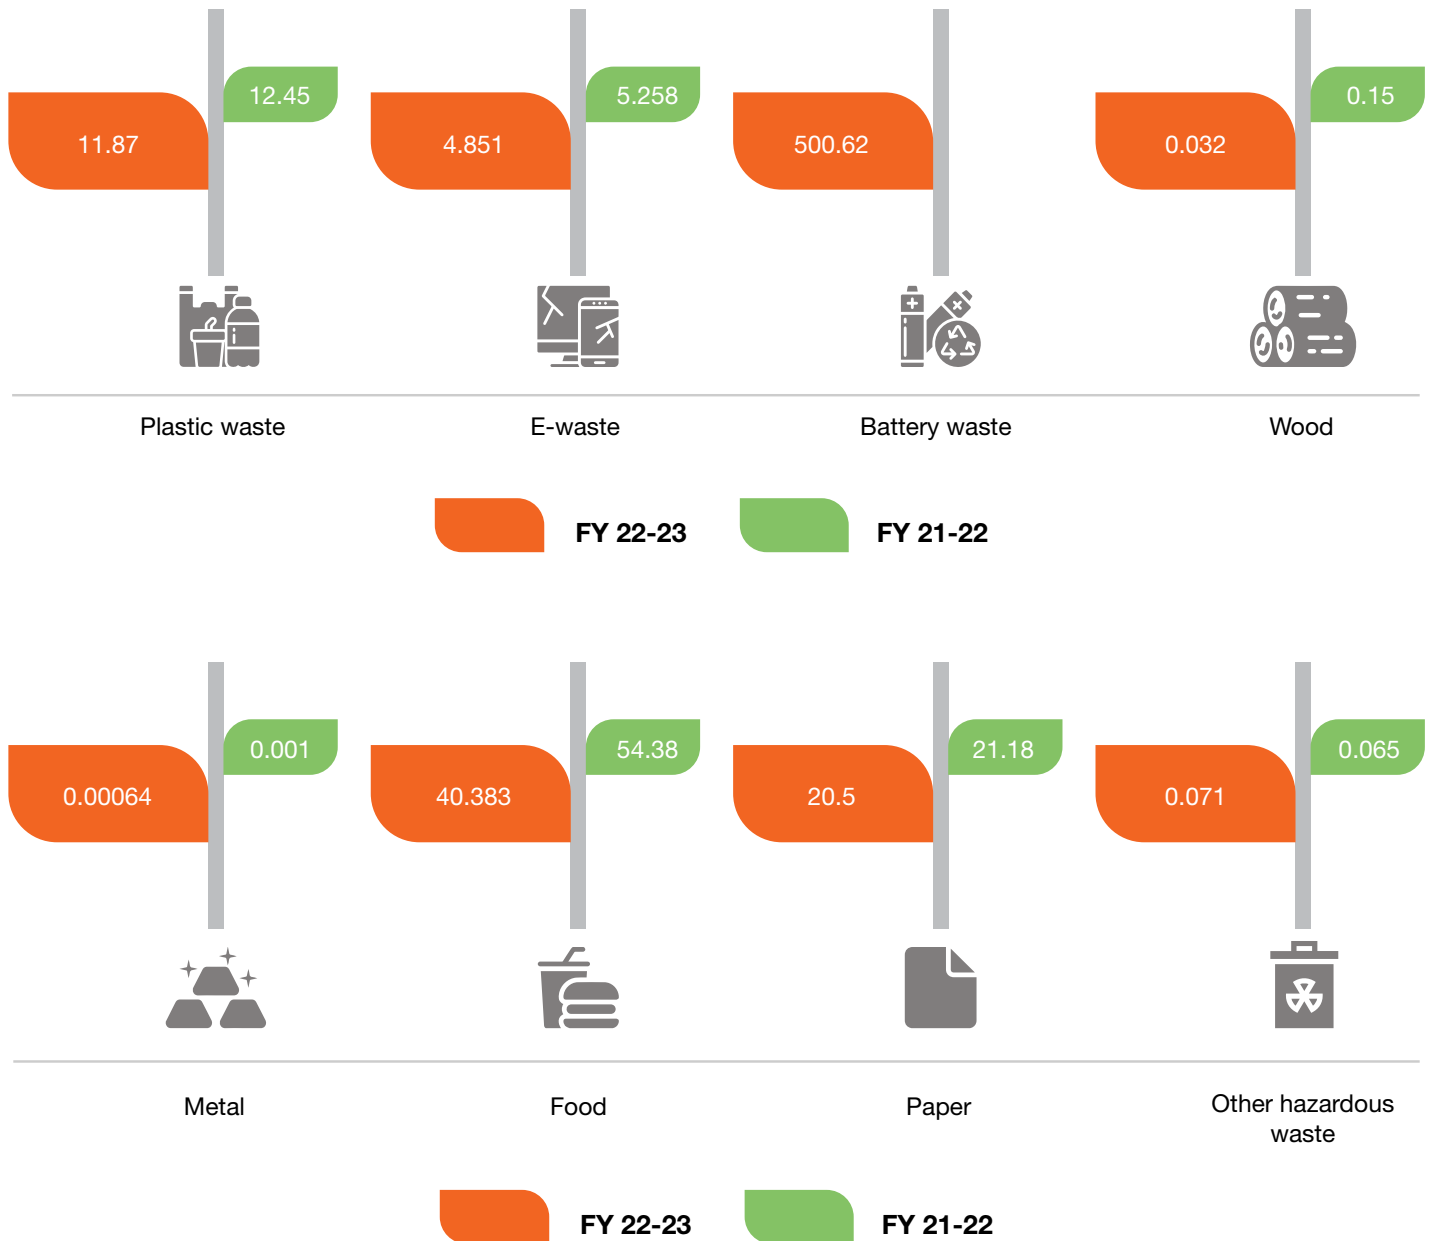 12.45
5.258
0.15
11.87
4.851
500.62
0.032
Plastic waste
E-waste
Battery waste
Wood
FY 22-23
FY 21-22
0.001
54.38
21.18
0.065
0.00064
40.383
20.5
0.071
Metal
Food
Paper
Other hazardous
waste
FY 22-23
FY 21-22